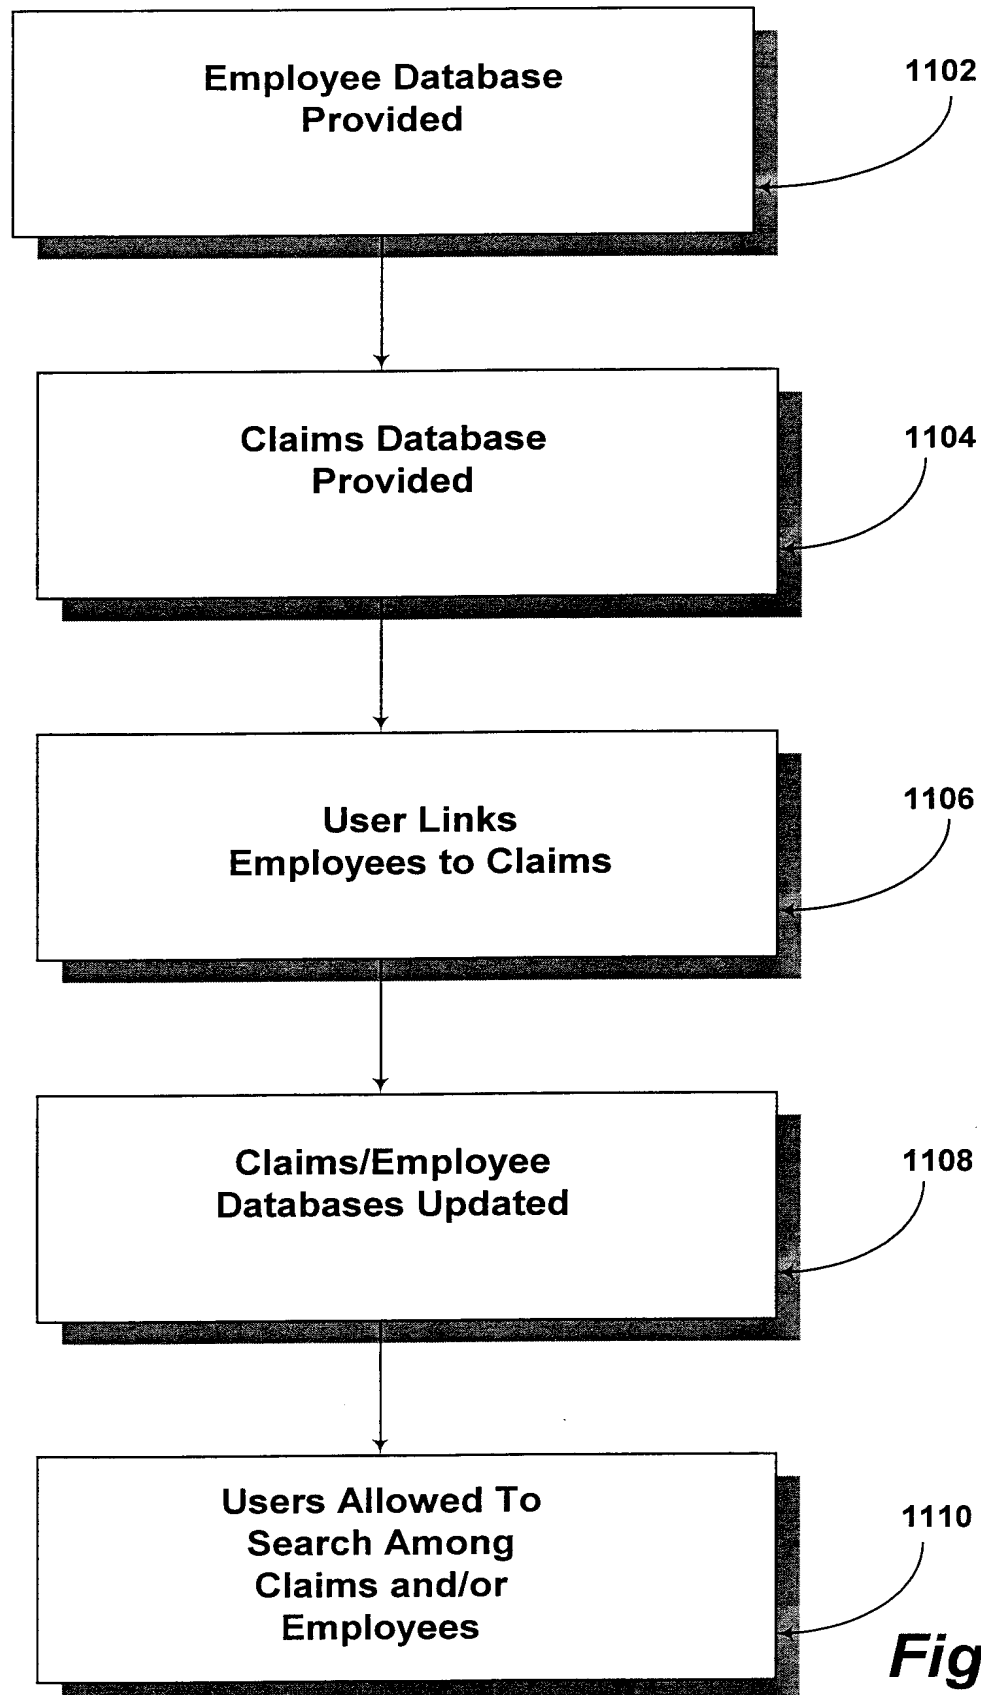 Employee Database
Provided
1102
Claims Database
Provided
1104
User Links
Employees to Claims
1106
Claims/Employee
Databases Updated
1108
Users Allowed To
Search Among
Claims and/or
Employees
1110
Fig